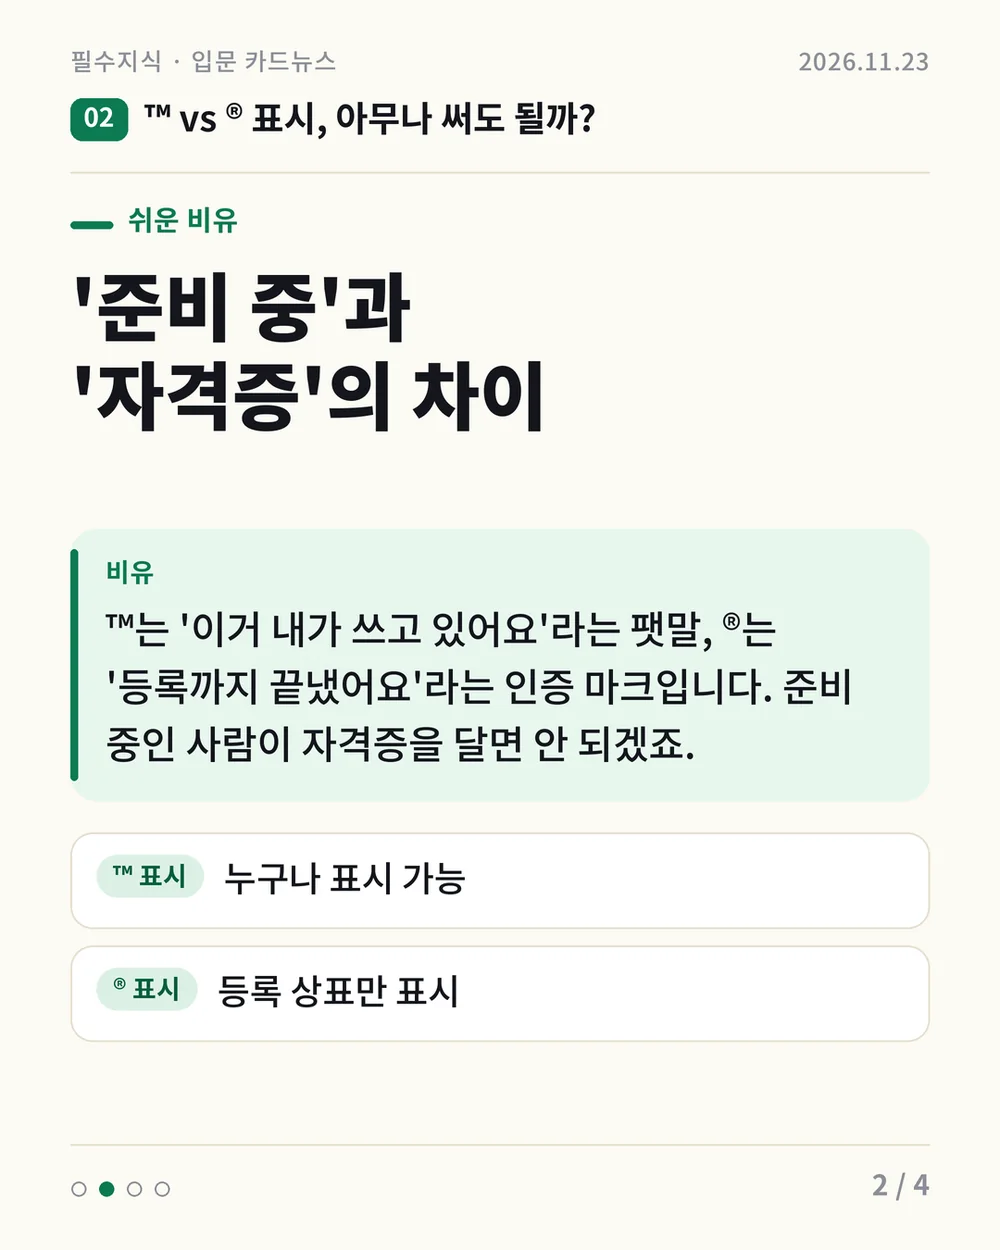 필수지식 · 입문 카드뉴스
2026.11.23
02 ™ vs ® 표시, 아무나 써도 될까?
쉬운 비유
'준비 중'과
'자격증'의 차이
비유
™는 '이거 내가 쓰고 있어요'라는 팻말, ®는
'등록까지 끝냈어요'라는 인증 마크입니다. 준비
중인 사람이 자격증을 달면 안 되겠죠.
™ 표시 누구나 표시 가능
® 표시 등록 상표만 표시
2 / 4